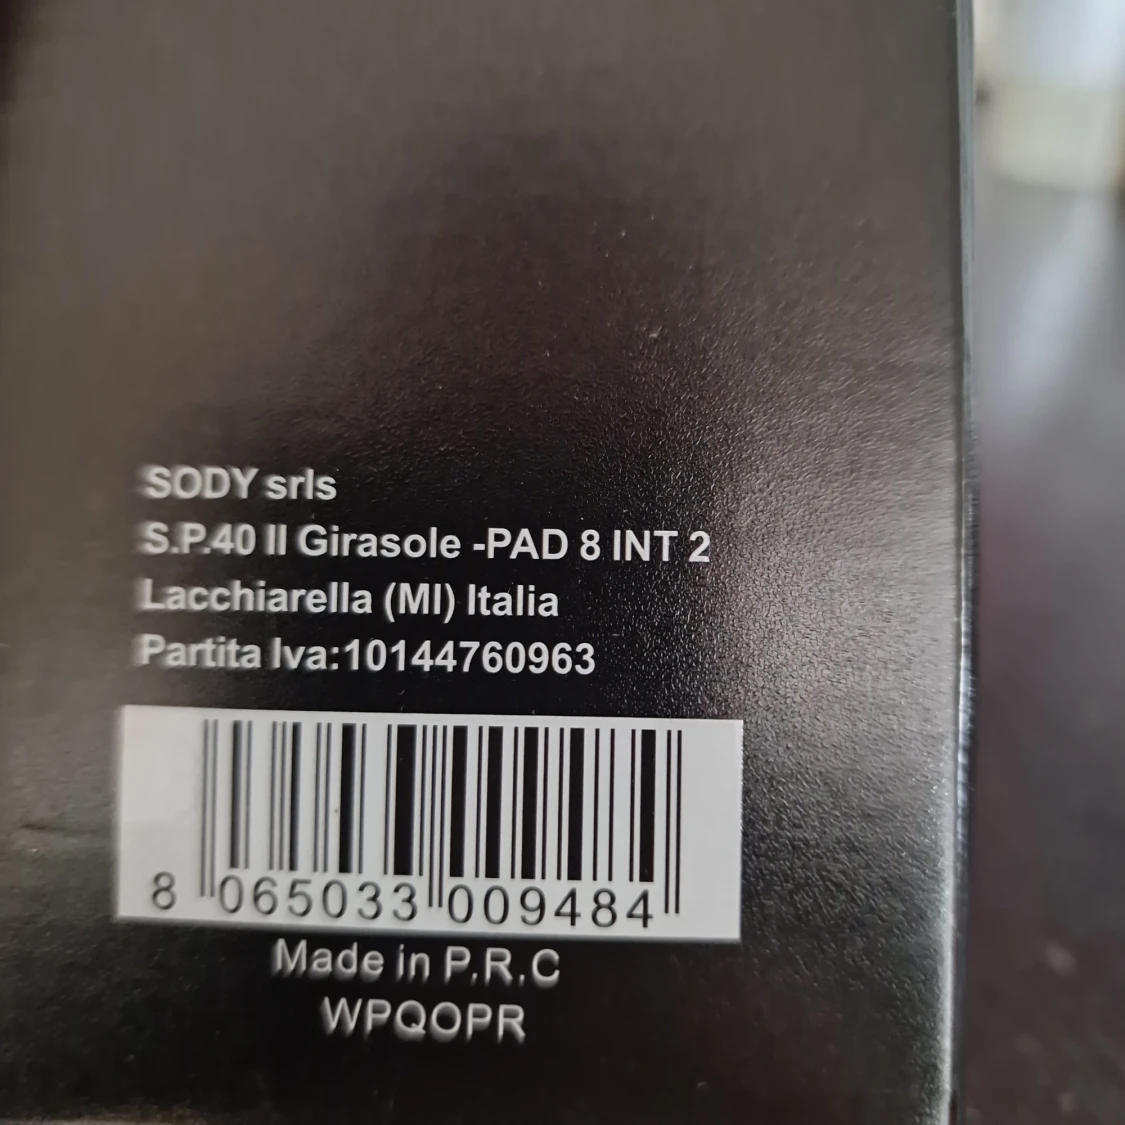 SODY srls
S.P.40 Il Girasole -PAD 8 INT 2
Lacchiarella (MI) Italia
Partita Iva:10144760963
8 065033 009484
Made in P.R.C
WPQOPR